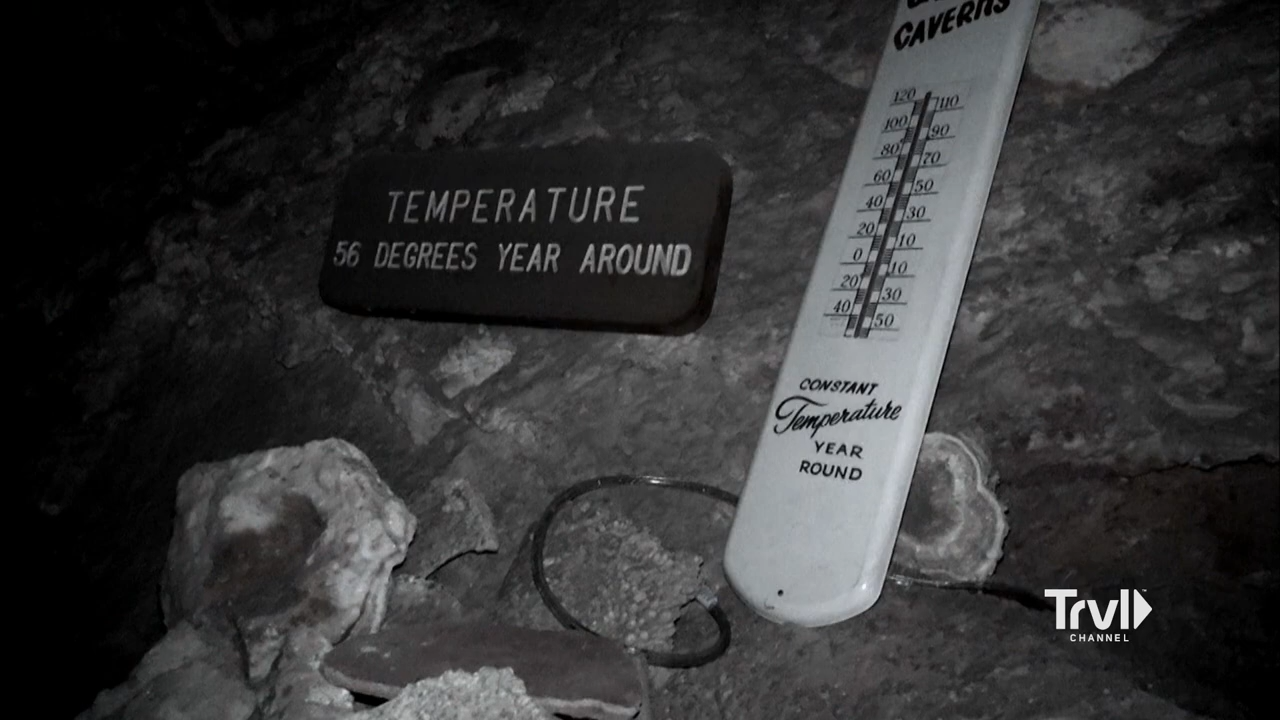 CAVERNS
TEMPERATURE
56 DEGREES YEAR AROUND
120 110
100 90
80 70
60 50
40 30
20 10
0 10
20 30
40 50
CONSTANT
Temperature
YEAR
ROUND
Trvl
CHANNEL